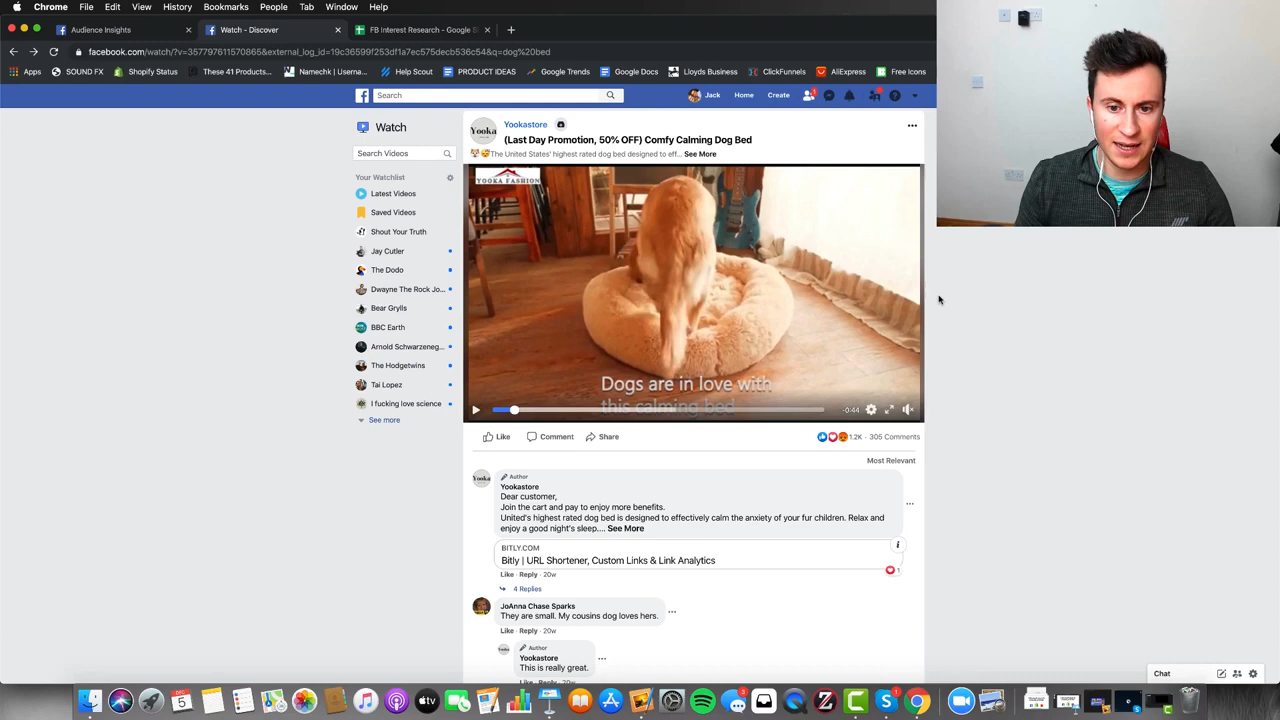 Chrome File Edit View History Bookmarks People Tab Window Help
Audience Insights
Watch - Discover
FB Interest Research - Google S
facebook.com/watch/?v=357797611570865&external_log_id=19c36599f253df1a7ec575decb536c54&q=dog%20bed
Apps SOUND FX Shopify Status These 41 Products... Namechk | Userna... Help Scout PRODUCT IDEAS Google Trends Google Docs Lloyds Business ClickFunnels AliExpress Free Icons
Search
Jack Home Create
1
Watch
Search Videos
Your Watchlist
Latest Videos
Saved Videos
Shout Your Truth
Jay Cutler
The Dodo
Dwayne The Rock Jo...
Bear Grylls
BBC Earth
Arnold Schwarzeneg...
The Hodgetwins
Tai Lopez
I fucking love science
See more
Yooka
Yookastore
(Last Day Promotion, 50% OFF) Comfy Calming Dog Bed
The United States' highest rated dog bed designed to eff... See More
YOOKA FASHION
Dogs are in love with
this calming bed
-0:44
Like Comment Share
1.2K · 305 Comments
Most Relevant
Author
Yookastore
Dear customer,
Join the cart and pay to enjoy more benefits.
United's highest rated dog bed is designed to effectively calm the anxiety of your fur children. Relax and
enjoy a good night's sleep.... See More
BITLY.COM
Bitly | URL Shortener, Custom Links & Link Analytics
1
Like · Reply · 20w
4 Replies
JoAnna Chase Sparks
They are small. My cousins dog loves hers.
Like · Reply · 20w
Author
Yookastore
This is really great.
Like · Reply · 20w
Chat
3
1